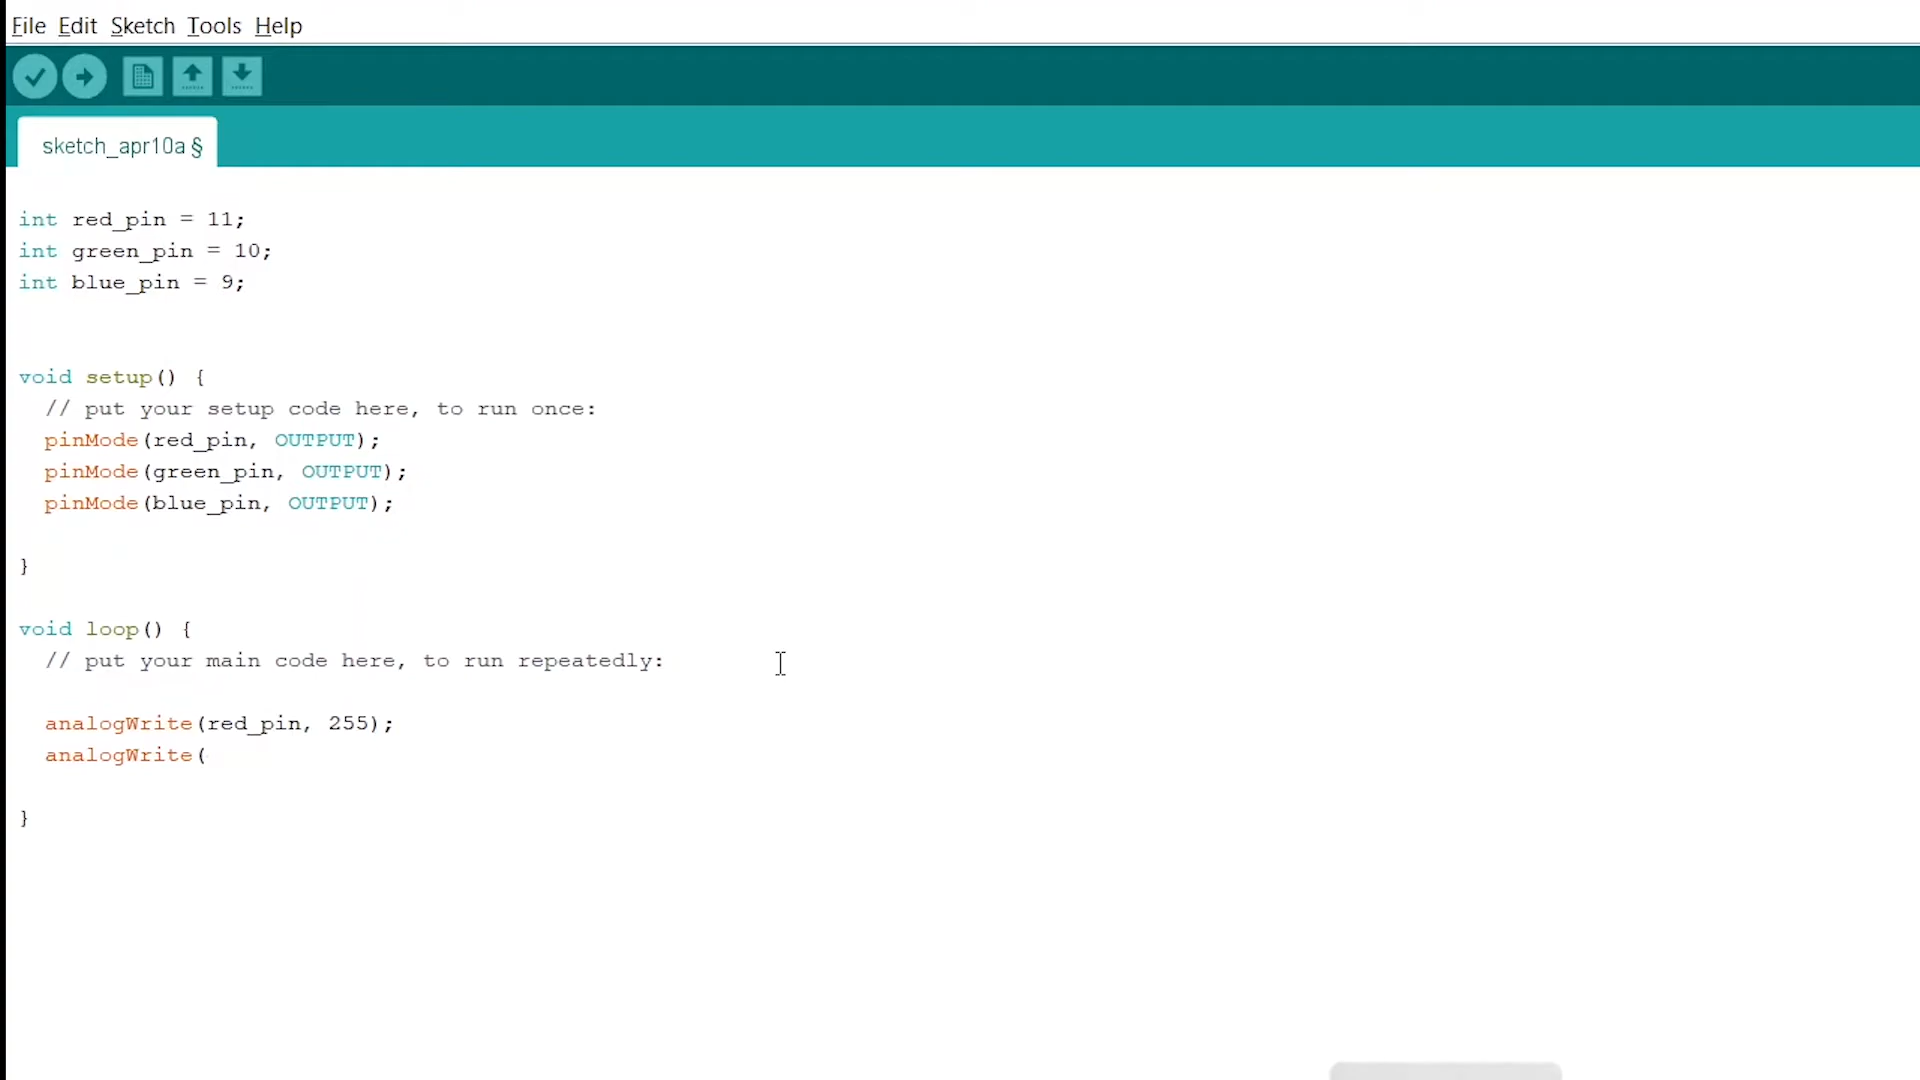 File Edit Sketch Tools Help
sketch_apr10a §
int red_pin = 11;
int green_pin = 10;
int blue_pin = 9;
void setup() {
// put your setup code here, to run once:
pinMode(red_pin, OUTPUT);
pinMode(green_pin, OUTPUT);
pinMode(blue_pin, OUTPUT);
}
void loop() {
// put your main code here, to run repeatedly:
analogWrite(red_pin, 255);
analogWrite(
}